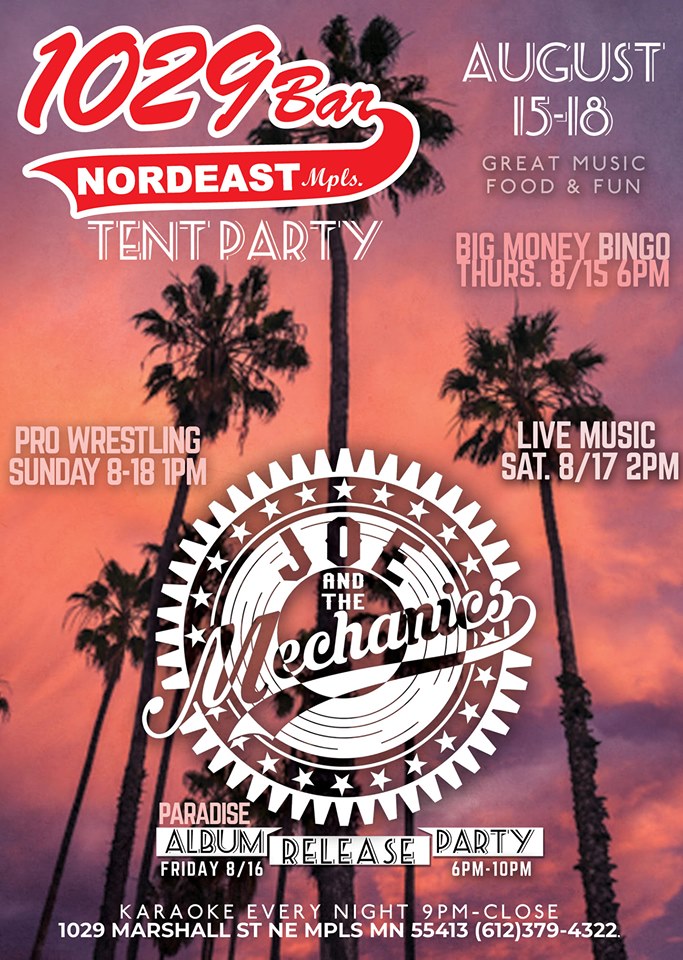 1029 Bar
NORDEAST Mpls.
TENT PARTY
AUGUST
15-18
GREAT MUSIC
FOOD & FUN
BIG MONEY BINGO
THURS. 8/15 6PM
PRO WRESTLING
SUNDAY 8-18 1PM
LIVE MUSIC
SAT. 8/17 2PM
JOE
AND
THE
Mechanics
PARADISE
ALBUM RELEASE PARTY
FRIDAY 8/16 6PM-10PM
KARAOKE EVERY NIGHT 9PM-CLOSE
1029 MARSHALL ST NE MPLS MN 55413 (612)379-4322.